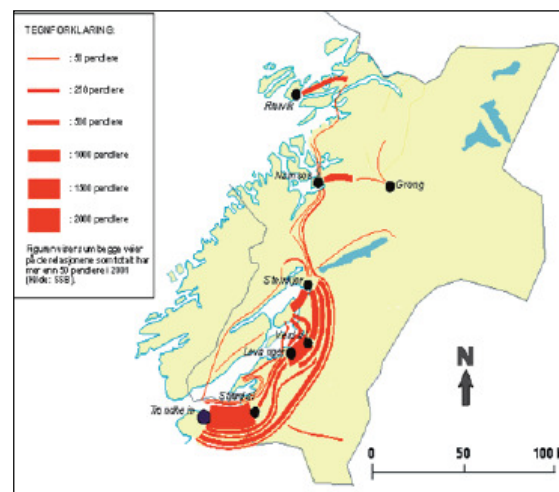 TEGNFORKLARING:
: 50 pendlere
: 250 pendlere
: 500 pendlere
: 1000 pendlere
: 1500 pendlere
: 2000 pendlere
Figuren viser sum begge veier
på de relasjonene som totalt har
mer enn 50 pendlere i 2001
(Kilde: SSB).
Rørvik
Namsos
Grong
Steinkjer
Verdal
Levanger
Stjørdal
Trondheim
N
0 50 100